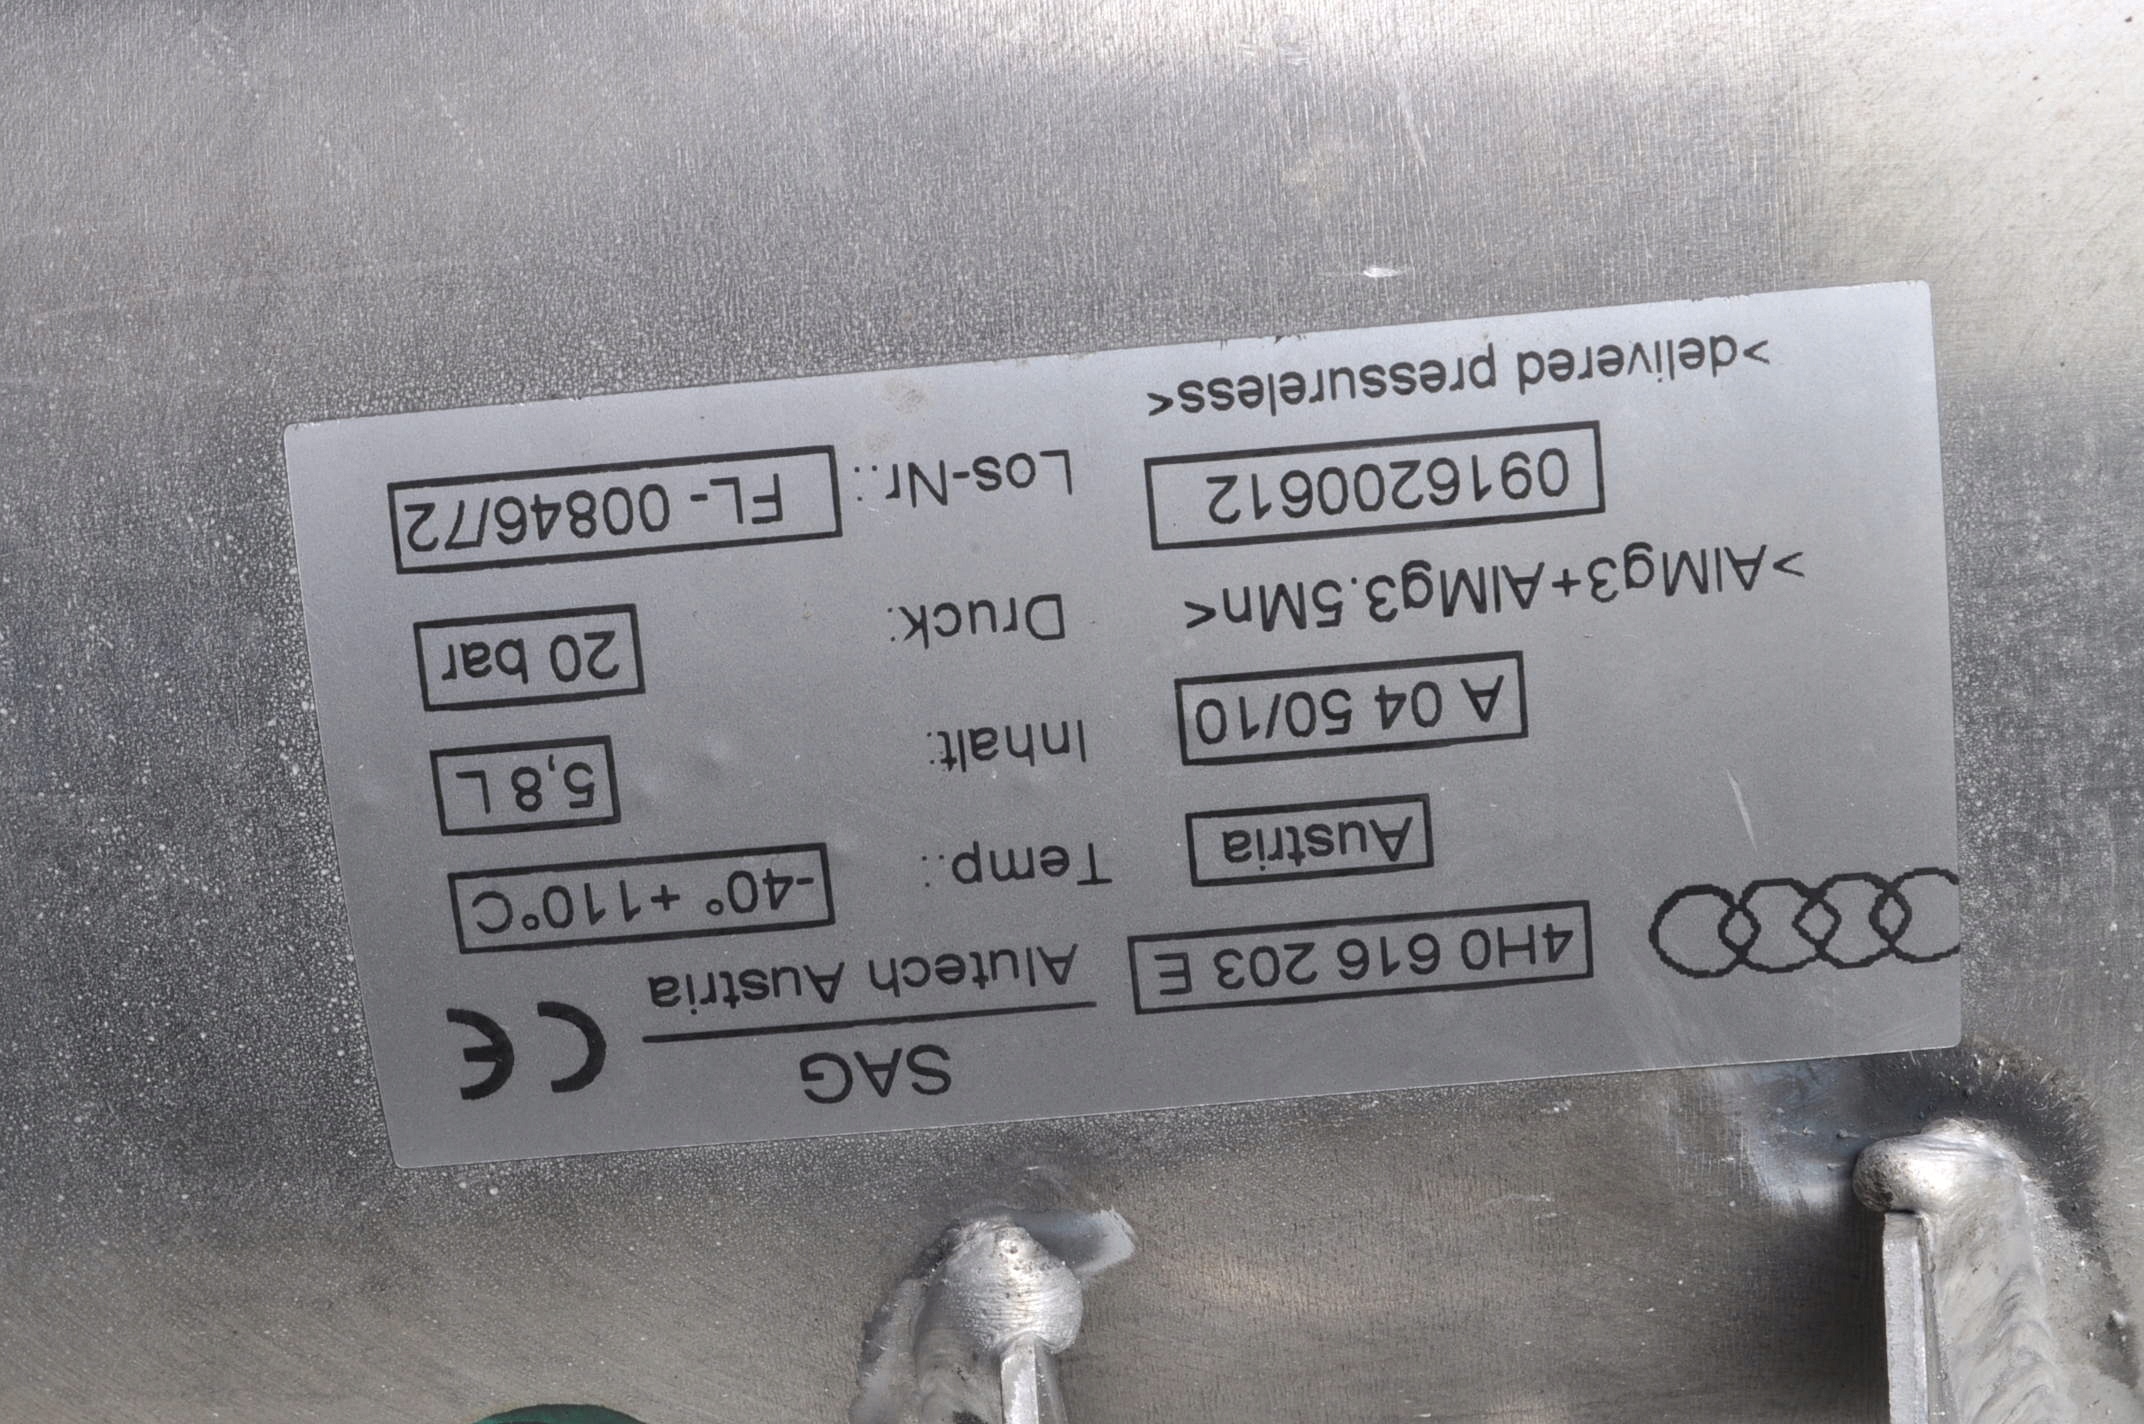 SAG
Alutech Austria
CE
4H0 616 203 E
Austria
A 04 50/10
>AlMg3+AlMg3.5Mn<
0916200612
>delivered pressureless<
Temp.: -40° +110°C
Inhalt: 5,8 L
Druck: 20 bar
Los-Nr.: FL- 00846/72